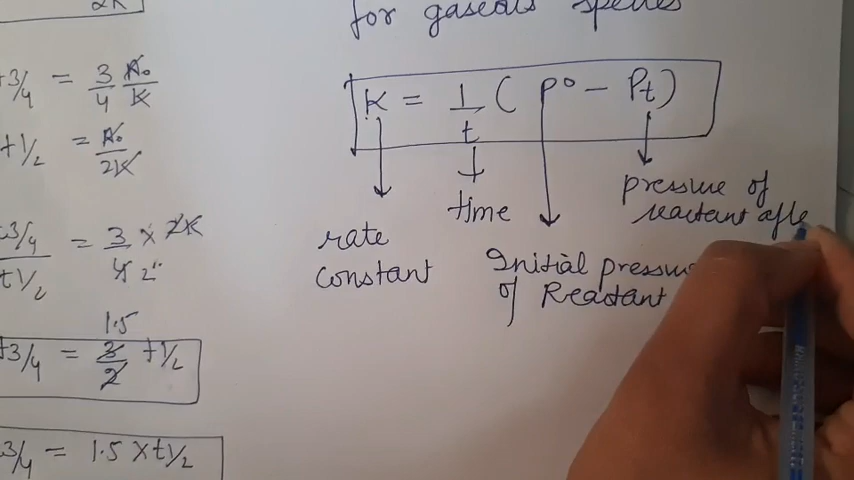 2K
t3/4 = 3/4 A₀/K
t1/2 = A₀/2K
t3/4 / t1/2 = 3/4 × 2K
2
1.5
t3/4 = 3/2 t1/2
t3/4 = 1.5 × t1/2
for gaseous species
K = 1/t ( P⁰ − Pt )
rate
constant
time
Initial pressure
of Reactant
pressure of
reactant afte